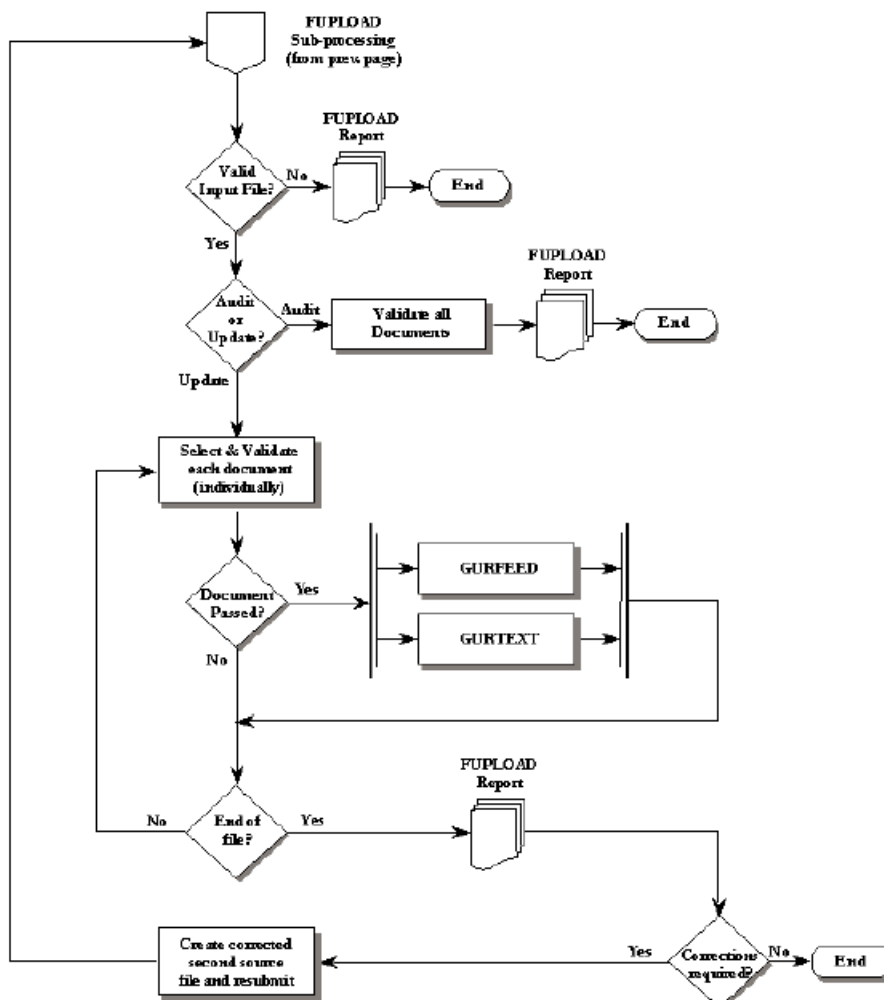 FUPLOAD
Sub-processing
(from prev page)
FUPLOAD
Report
Valid
Input File?
No
End
Yes
FUPLOAD
Report
Audit
or
Update?
Audit
Validate all
Documents
End
Update
Select & Validate
each document
(individually)
GURFEED
Document
Passed?
Yes
GURTEXT
No
FUPLOAD
Report
No
End of
file?
Yes
Create corrected
second source
file and resubmit
Yes
Corrections
required?
No
End